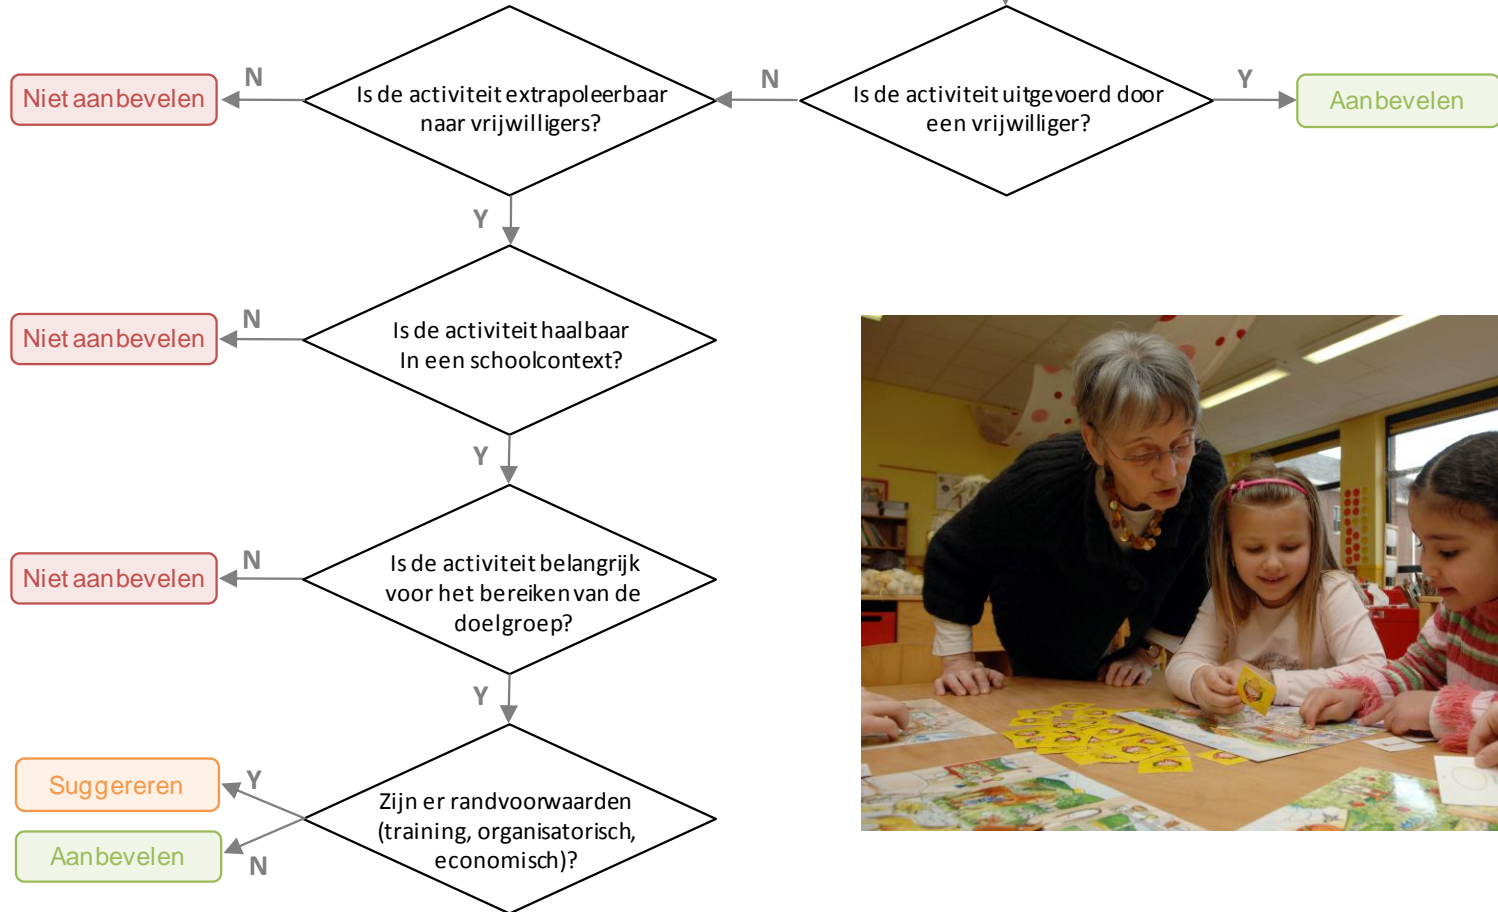 Niet aanbevelen
N
Is de activiteit extrapoleerbaar
naar vrijwilligers?
N
Is de activiteit uitgevoerd door
een vrijwilliger?
Y
Aanbevelen
Y
Niet aanbevelen
N
Is de activiteit haalbaar
In een schoolcontext?
Y
Niet aanbevelen
N
Is de activiteit belangrijk
voor het bereiken van de
doelgroep?
Y
Suggereren
Y
Zijn er randvoorwaarden
(training, organisatorisch,
economisch)?
Aanbevelen
N